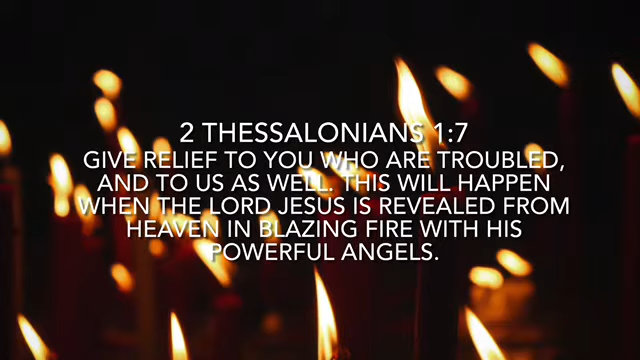 2 THESSALONIANS 1:7
GIVE RELIEF TO YOU WHO ARE TROUBLED,
AND TO US AS WELL. THIS WILL HAPPEN
WHEN THE LORD JESUS IS REVEALED FROM
HEAVEN IN BLAZING FIRE WITH HIS
POWERFUL ANGELS.